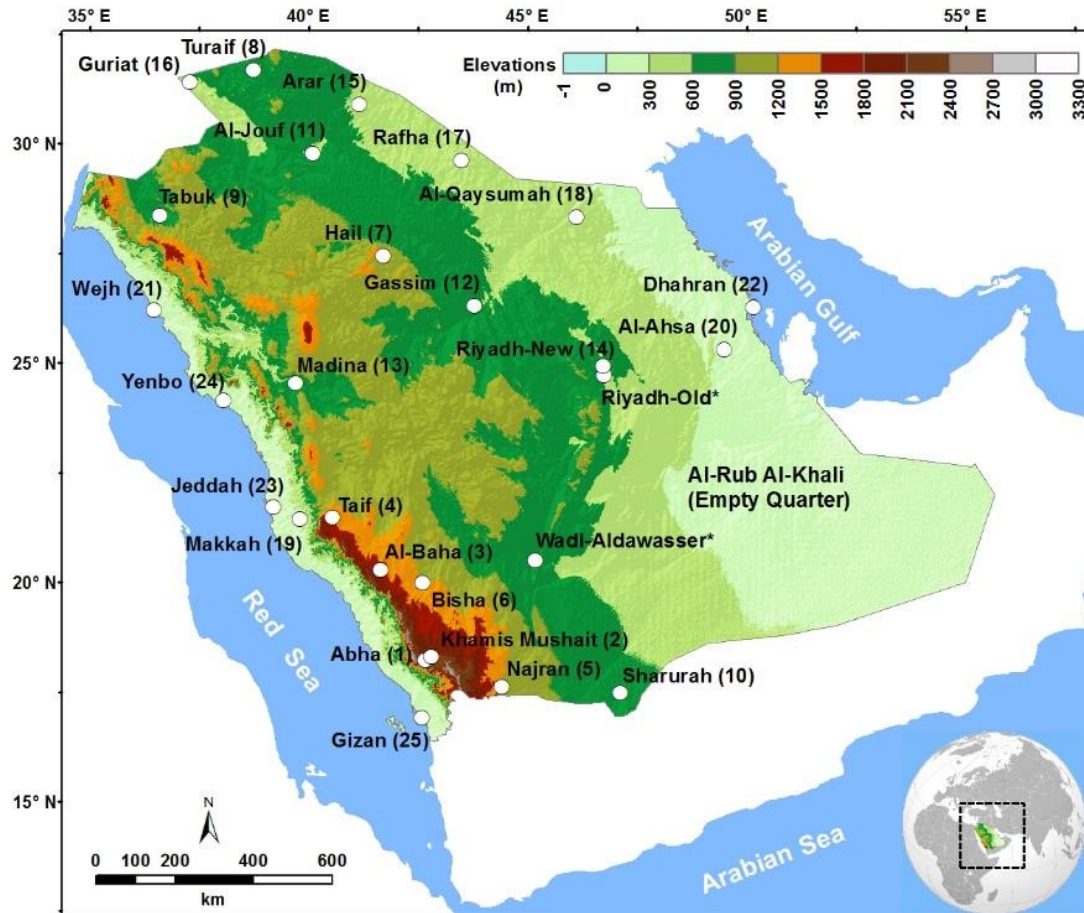 35° E
40° E
45° E
50° E
55° E
Turaif (8)
Guriat (16)
Arar (15)
Elevations
(m)
-1
0
300
600
900
1200
1500
1800
2100
2400
2700
3000
3300
30° N
Al-Jouf (11)
Rafha (17)
Al-Qaysumah (18)
Tabuk (9)
Hail (7)
Gassim (12)
Arabian Gulf
Wejh (21)
Dhahran (22)
Al-Ahsa (20)
25° N
Riyadh-New (14)
Madina (13)
Yenbo (24)
Riyadh-Old*
Al-Rub Al-Khali
(Empty Quarter)
Jeddah (23)
Taif (4)
Makkah (19)
Al-Baha (3)
Wadi-Aldawasser*
20° N
Bisha (6)
Red Sea
Khamis Mushait (2)
Abha (1)
Najran (5)
Sharurah (10)
Gizan (25)
15° N
N
0 100 200 400 600
km
Arabian Sea